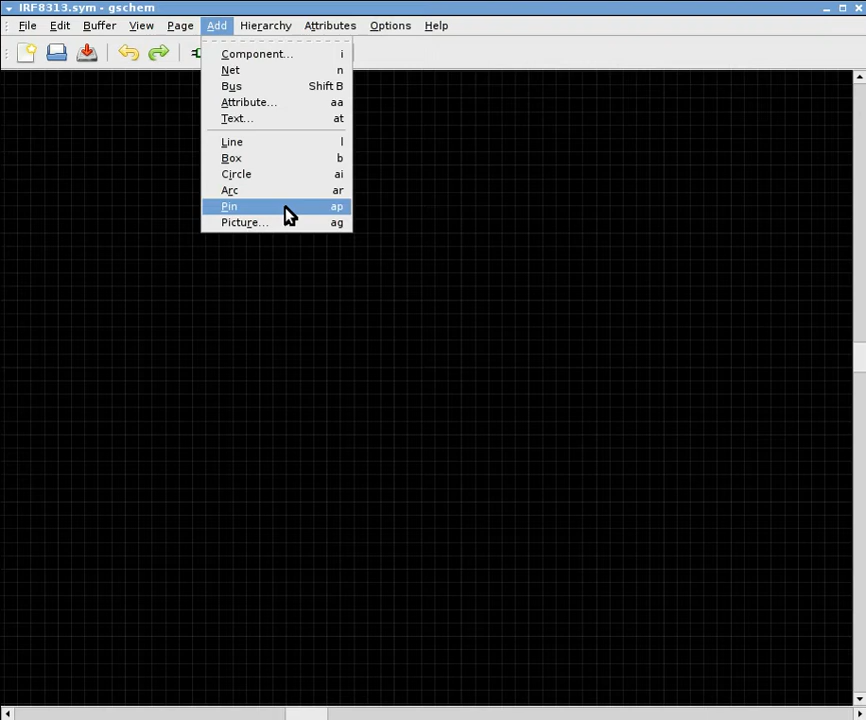 IRF8313.sym - gschem
File Edit Buffer View Page Add Hierarchy Attributes Options Help
Component... i
Net n
Bus Shift B
Attribute... aa
Text... at
Line l
Box b
Circle ai
Arc ar
Pin ap
Picture... ag